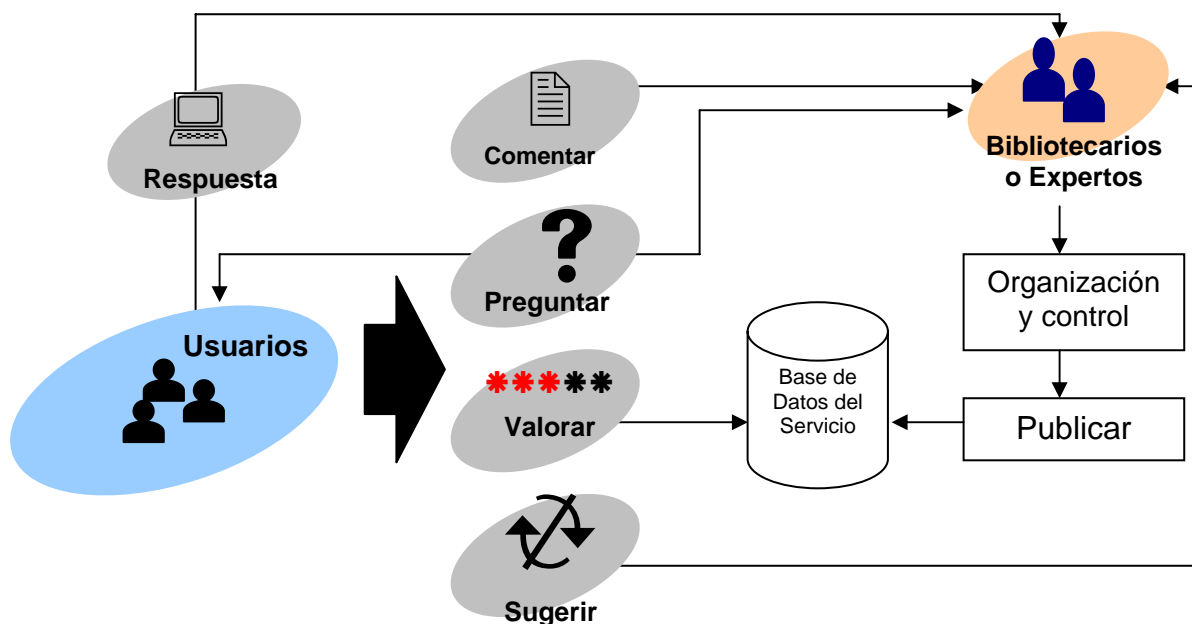 Respuesta
Comentar
Bibliotecarios
o Expertos
Preguntar
Organización
y control
Usuarios
Base de
Datos del
Servicio
Valorar
Publicar
Sugerir